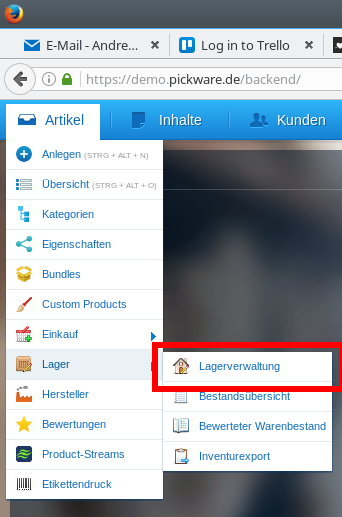 E-Mail - Andre... ×
Log in to Trello ×
https://demo.pickware.de/backend/
Artikel
Inhalte
Kunden
Anlegen (STRG + ALT + N)
Übersicht (STRG + ALT + O)
Kategorien
Eigenschaften
Bundles
Custom Products
Einkauf
Lager
Hersteller
Bewertungen
Product-Streams
Etikettendruck
Lagerverwaltung
Bestandsübersicht
Bewerteter Warenbestand
Inventurexport